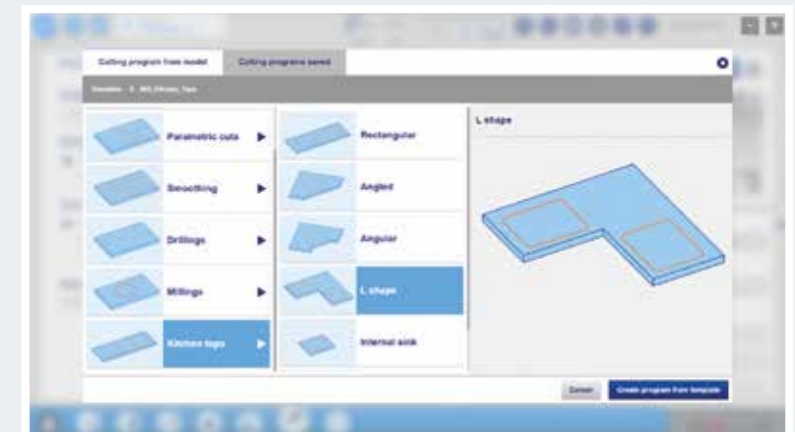 Cutting program from model
Cutting programs saved
L shape
Parametric cuts
Rectangular
Smoothing
Angled
Drillings
Angular
Millings
L shape
Kitchen tops
Internal sink
Cancel
Create program from template